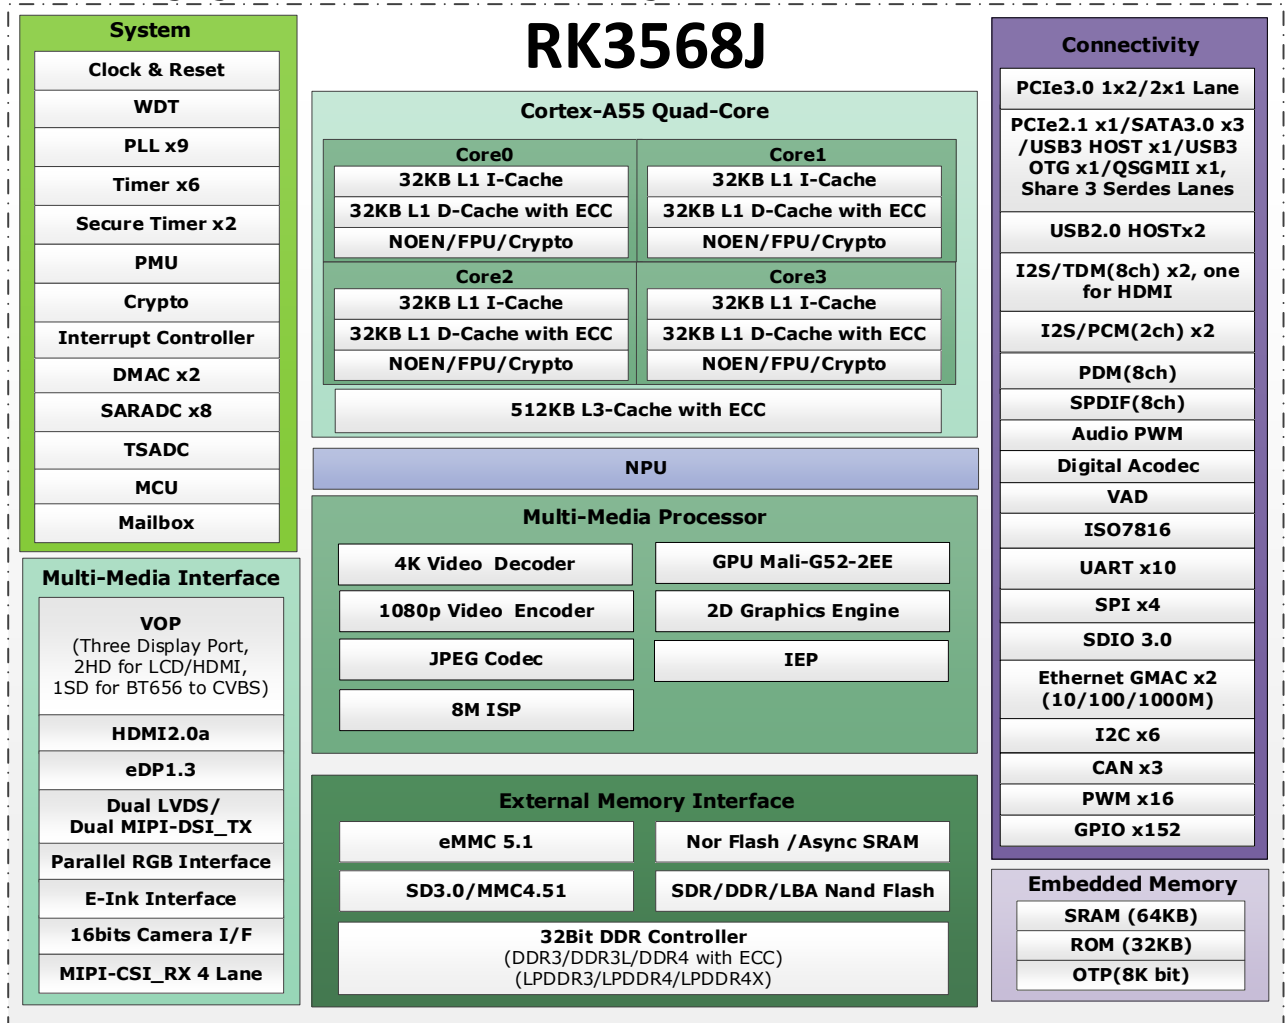 RK3568J
System
Clock & Reset
WDT
PLL x9
Timer x6
Secure Timer x2
PMU
Crypto
Interrupt Controller
DMAC x2
SARADC x8
TSADC
MCU
Mailbox
Multi-Media Interface
VOP
(Three Display Port,
2HD for LCD/HDMI,
1SD for BT656 to CVBS)
HDMI2.0a
eDP1.3
Dual LVDS/
Dual MIPI-DSI_TX
Parallel RGB Interface
E-Ink Interface
16bits Camera I/F
MIPI-CSI_RX 4 Lane
Cortex-A55 Quad-Core
Core0
32KB L1 I-Cache
32KB L1 D-Cache with ECC
NOEN/FPU/Crypto
Core1
32KB L1 I-Cache
32KB L1 D-Cache with ECC
NOEN/FPU/Crypto
Core2
32KB L1 I-Cache
32KB L1 D-Cache with ECC
NOEN/FPU/Crypto
Core3
32KB L1 I-Cache
32KB L1 D-Cache with ECC
NOEN/FPU/Crypto
512KB L3-Cache with ECC
NPU
Multi-Media Processor
4K Video Decoder
GPU Mali-G52-2EE
1080p Video Encoder
2D Graphics Engine
JPEG Codec
IEP
8M ISP
External Memory Interface
eMMC 5.1
Nor Flash /Async SRAM
SD3.0/MMC4.51
SDR/DDR/LBA Nand Flash
32Bit DDR Controller
(DDR3/DDR3L/DDR4 with ECC)
(LPDDR3/LPDDR4/LPDDR4X)
Connectivity
PCIe3.0 1x2/2x1 Lane
PCIe2.1 x1/SATA3.0 x3
/USB3 HOST x1/USB3
OTG x1/QSGMII x1,
Share 3 Serdes Lanes
USB2.0 HOSTx2
I2S/TDM(8ch) x2, one
for HDMI
I2S/PCM(2ch) x2
PDM(8ch)
SPDIF(8ch)
Audio PWM
Digital Acodec
VAD
ISO7816
UART x10
SPI x4
SDIO 3.0
Ethernet GMAC x2
(10/100/1000M)
I2C x6
CAN x3
PWM x16
GPIO x152
Embedded Memory
SRAM (64KB)
ROM (32KB)
OTP(8K bit)